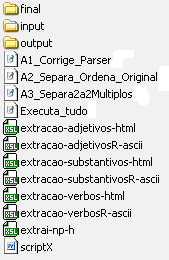 final
input
output
A1_Corrige_Parser
A2_Separa_Ordena_Original
A3_Separa2a2Multiplos
Executa_tudo
extracao-adjetivos-html
extracao-adjetivosR-ascii
extracao-substantivos-html
extracao-substantivosR-ascii
extracao-verbos-html
extracao-verbosR-ascii
extrai-np-h
scriptX